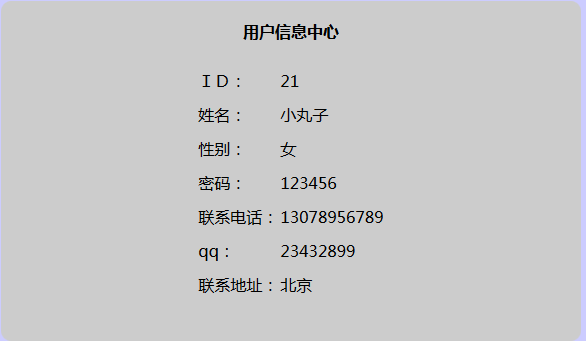 用户信息中心
ＩＤ： 21
姓名： 小丸子
性别： 女
密码： 123456
联系电话：13078956789
qq： 23432899
联系地址：北京